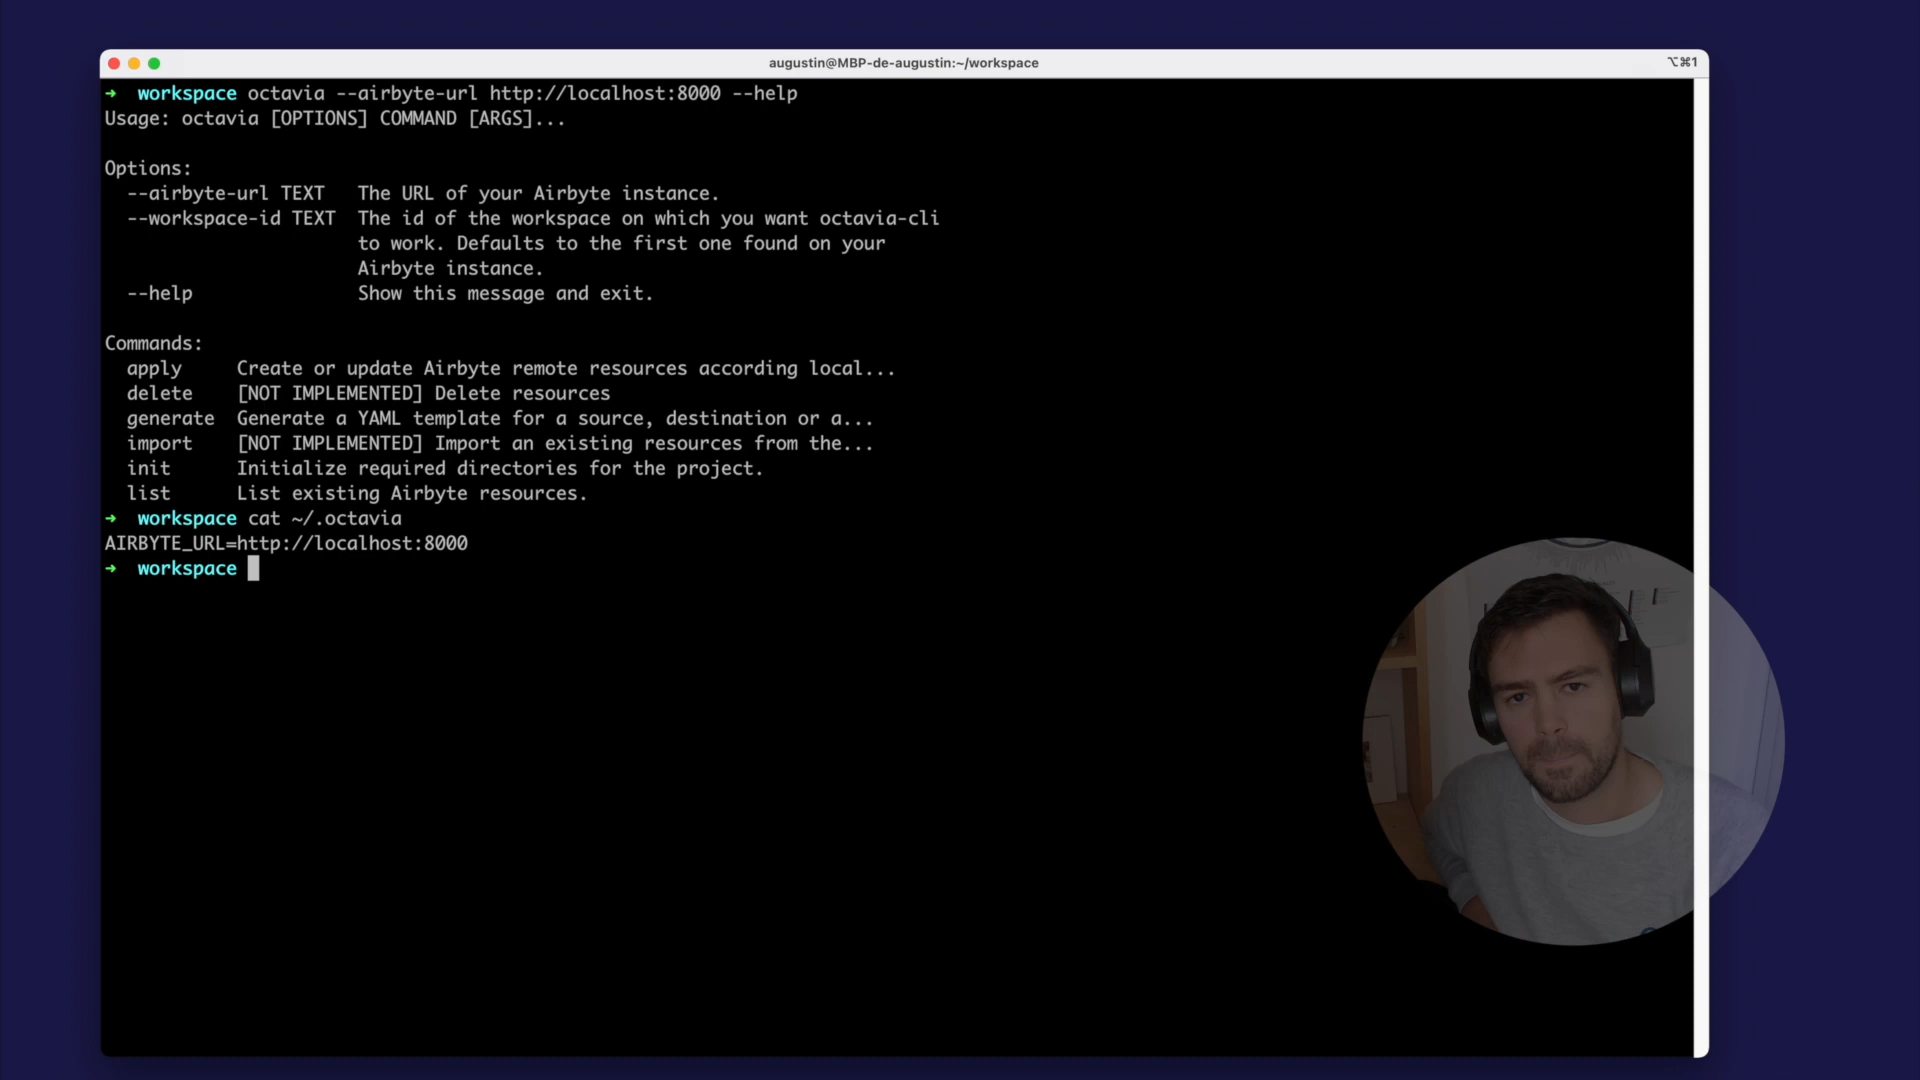 augustin@MBP-de-augustin:~/workspace
⌥⌘1
➜ workspace octavia --airbyte-url http://localhost:8000 --help
Usage: octavia [OPTIONS] COMMAND [ARGS]...
Options:
--airbyte-url TEXT The URL of your Airbyte instance.
--workspace-id TEXT The id of the workspace on which you want octavia-cli
to work. Defaults to the first one found on your
Airbyte instance.
--help Show this message and exit.
Commands:
apply Create or update Airbyte remote resources according local...
delete [NOT IMPLEMENTED] Delete resources
generate Generate a YAML template for a source, destination or a...
import [NOT IMPLEMENTED] Import an existing resources from the...
init Initialize required directories for the project.
list List existing Airbyte resources.
➜ workspace cat ~/.octavia
AIRBYTE_URL=http://localhost:8000
➜ workspace